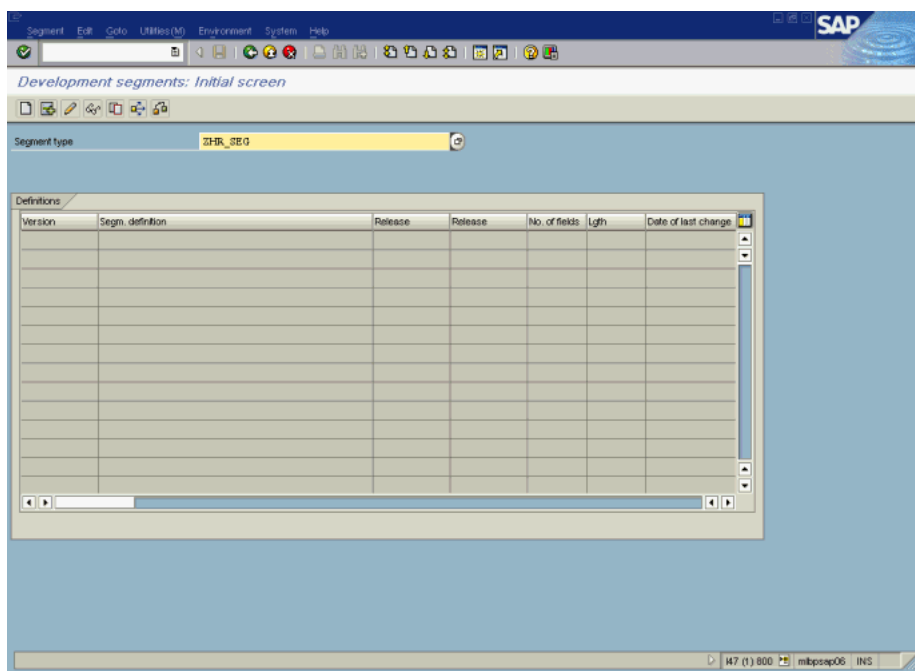 Segment Edit Goto Utilities(M) Environment System Help
SAP
Development segments: Initial screen
Segment type ZHR_SEG
Definitions
Version Segm. definition Release Release No. of fields Lgth Date of last change
I47 (1) 800 mibpsap06 INS